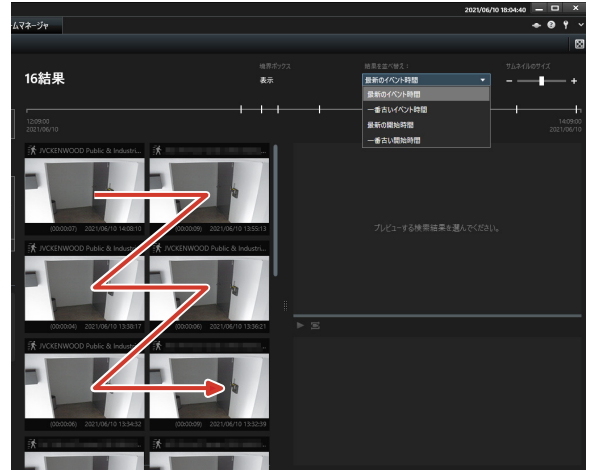 2021/06/10 18:04:40
ームマネージャ
境界ボックス
結果を並べ替え：
サムネイルのサイズ
16結果
表示
最新のイベント時間
最新のイベント時間
一番古いイベント時間
最新の開始時間
一番古い開始時間
12:09:00
2021/06/10
14:09:00
2021/06/10
JVCKENWOOD Public & Industri...
(00:00:07) 2021/06/10 14:08:10
(00:00:09) 2021/06/10 13:55:13
プレビューする検索結果を選んでください。
JVCKENWOOD Public & Industri...
JVCKENWOOD Public & Industri...
(00:00:04) 2021/06/10 13:38:17
(00:00:06) 2021/06/10 13:36:21
JVCKENWOOD Public & Industri...
(00:00:06) 2021/06/10 13:34:32
(00:00:09) 2021/06/10 13:32:39